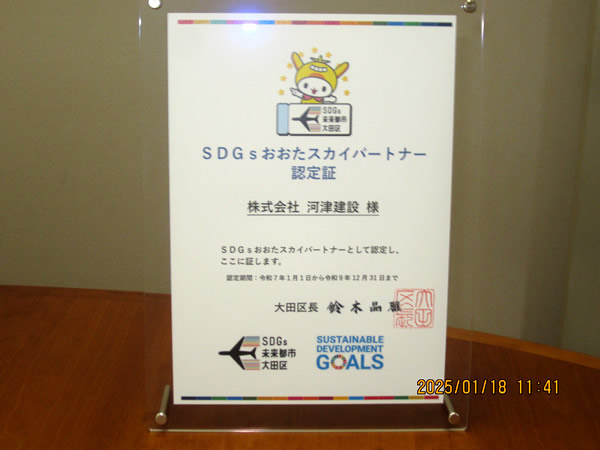 SDGs
未来都市
大田区
SDGsおおたスカイパートナー
認定証
株式会社 河津建設 様
SDGsおおたスカイパートナーとして認定し、
ここに証します。
認定期間：令和7年1月1日から令和9年12月31日まで
大田区長 鈴木晶雅
SDGs
未来都市
大田区
SUSTAINABLE
DEVELOPMENT
GOALS
2025/01/18 11:41